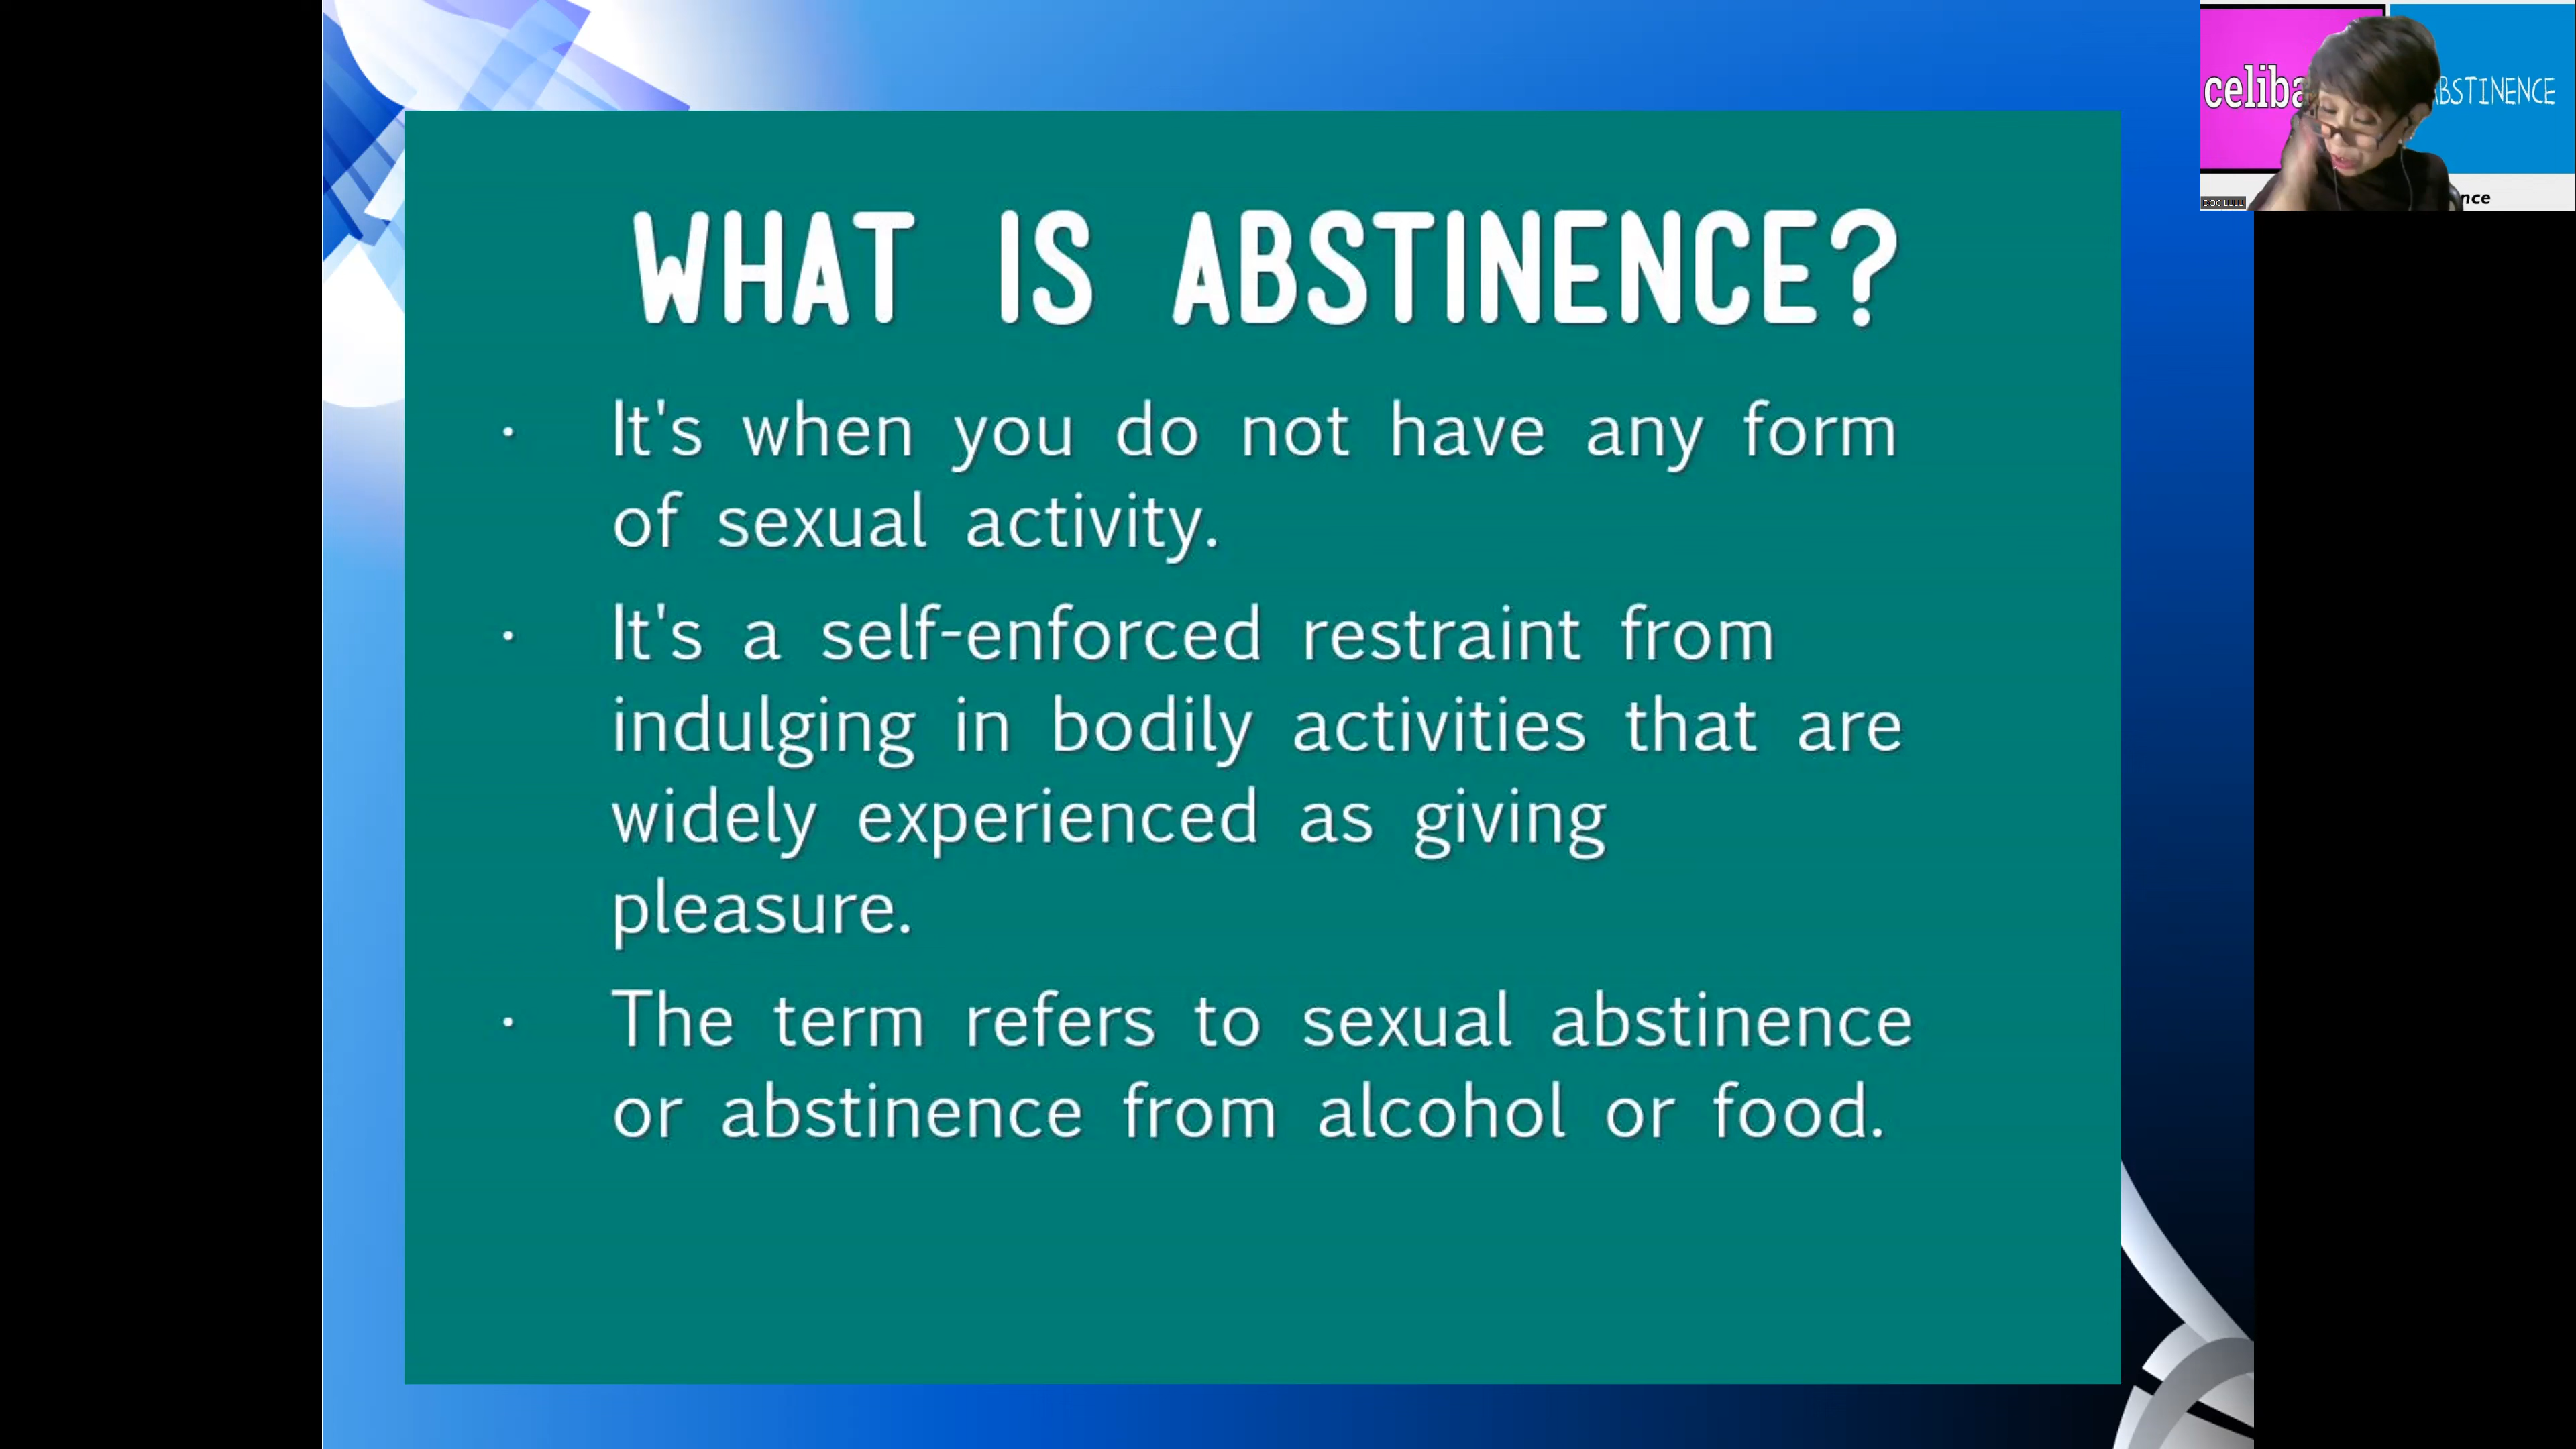 WHAT IS ABSTINENCE?
· It's when you do not have any form
of sexual activity.
· It's a self-enforced restraint from
indulging in bodily activities that are
widely experienced as giving
pleasure.
· The term refers to sexual abstinence
or abstinence from alcohol or food.
celiba
BSTINENCE
nce
DOC LULU